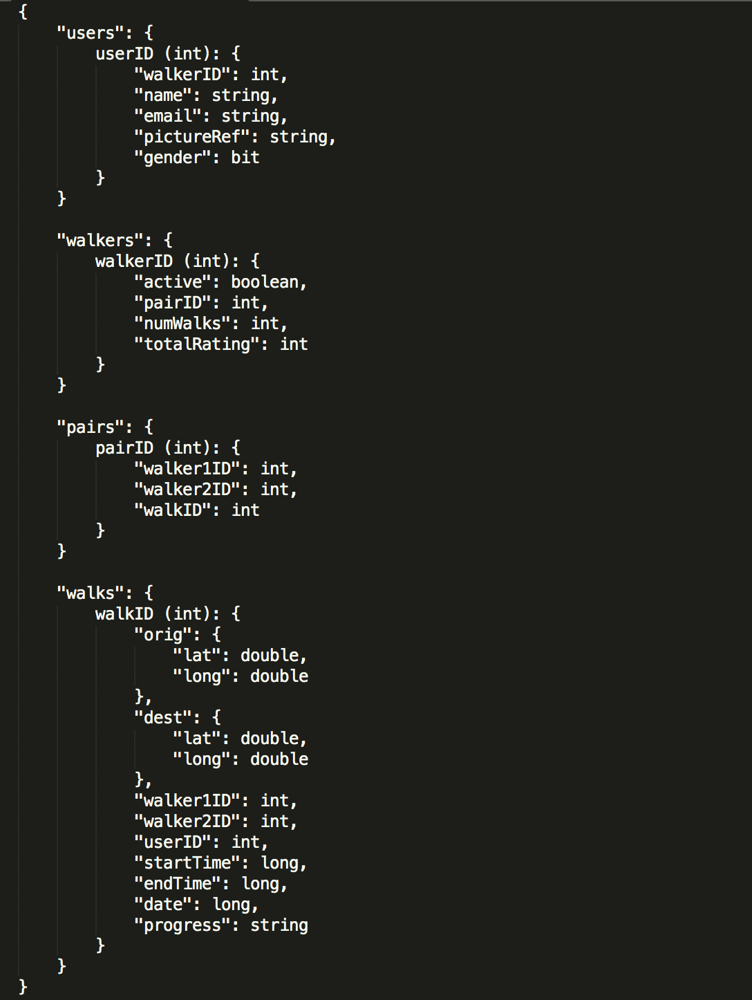 {
    "users": {
        userID (int): {
            "walkerID": int,
            "name": string,
            "email": string,
            "pictureRef": string,
            "gender": bit
        }
    }

    "walkers": {
        walkerID (int): {
            "active": boolean,
            "pairID": int,
            "numWalks": int,
            "totalRating": int
        }
    }

    "pairs": {
        pairID (int): {
            "walker1ID": int,
            "walker2ID": int,
            "walkID": int
        }
    }

    "walks": {
        walkID (int): {
            "orig": {
                "lat": double,
                "long": double
            },
            "dest": {
                "lat": double,
                "long": double
            },
            "walker1ID": int,
            "walker2ID": int,
            "userID": int,
            "startTime": long,
            "endTime": long,
            "date": long,
            "progress": string
        }
    }
}